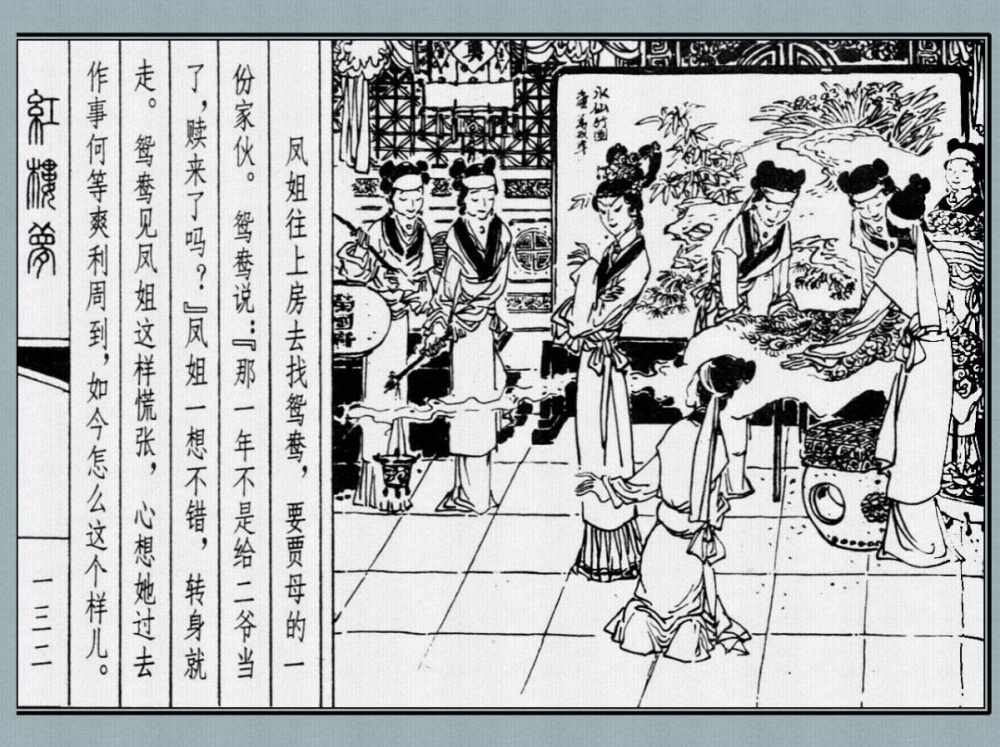 凤姐往上房去找鸳鸯，要贾母的一
份家伙。鸳鸯说：『那一年不是给二爷当
了，赎来了吗？』凤姐一想不错，转身就
走。鸳鸯见凤姐这样慌张，心想她过去
作事何等爽利周到，如今怎么这个样儿。
紅樓夢
一三二
水仙竹图
奠